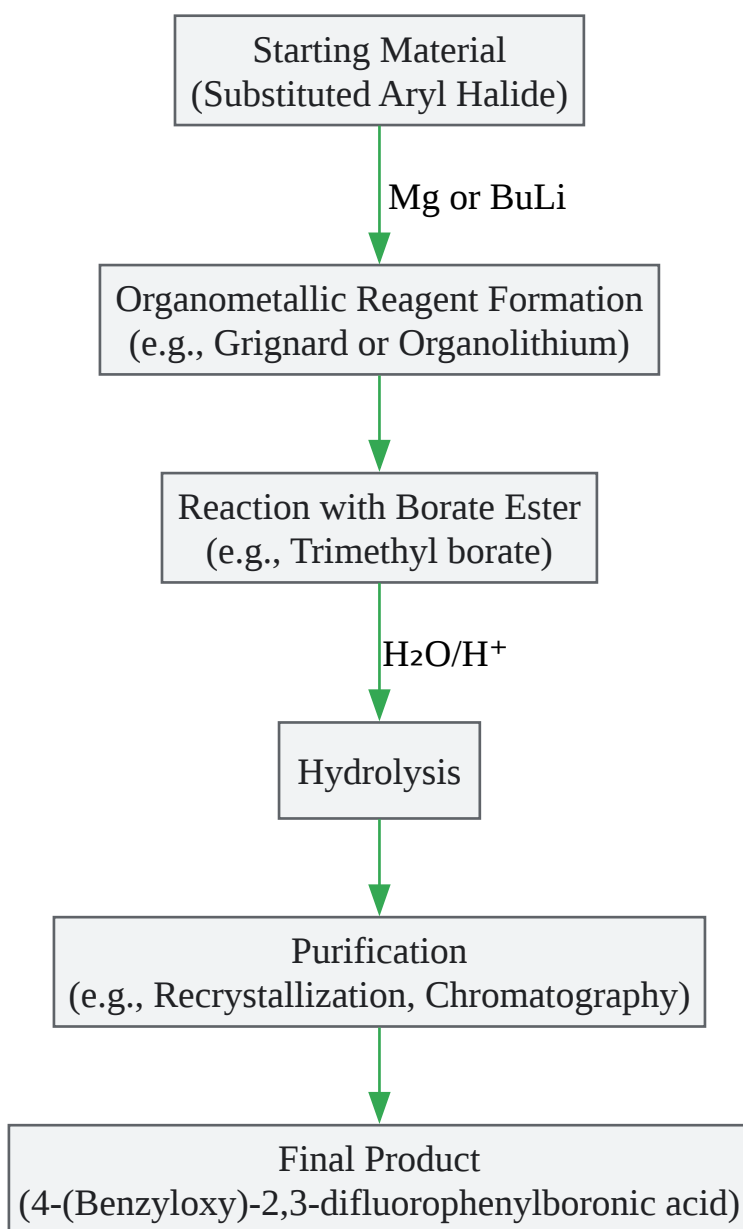 Starting Material
(Substituted Aryl Halide)
Mg or BuLi
Organometallic Reagent Formation
(e.g., Grignard or Organolithium)
Reaction with Borate Ester
(e.g., Trimethyl borate)
H₂O/H⁺
Hydrolysis
Purification
(e.g., Recrystallization, Chromatography)
Final Product
(4-(Benzyloxy)-2,3-difluorophenylboronic acid)